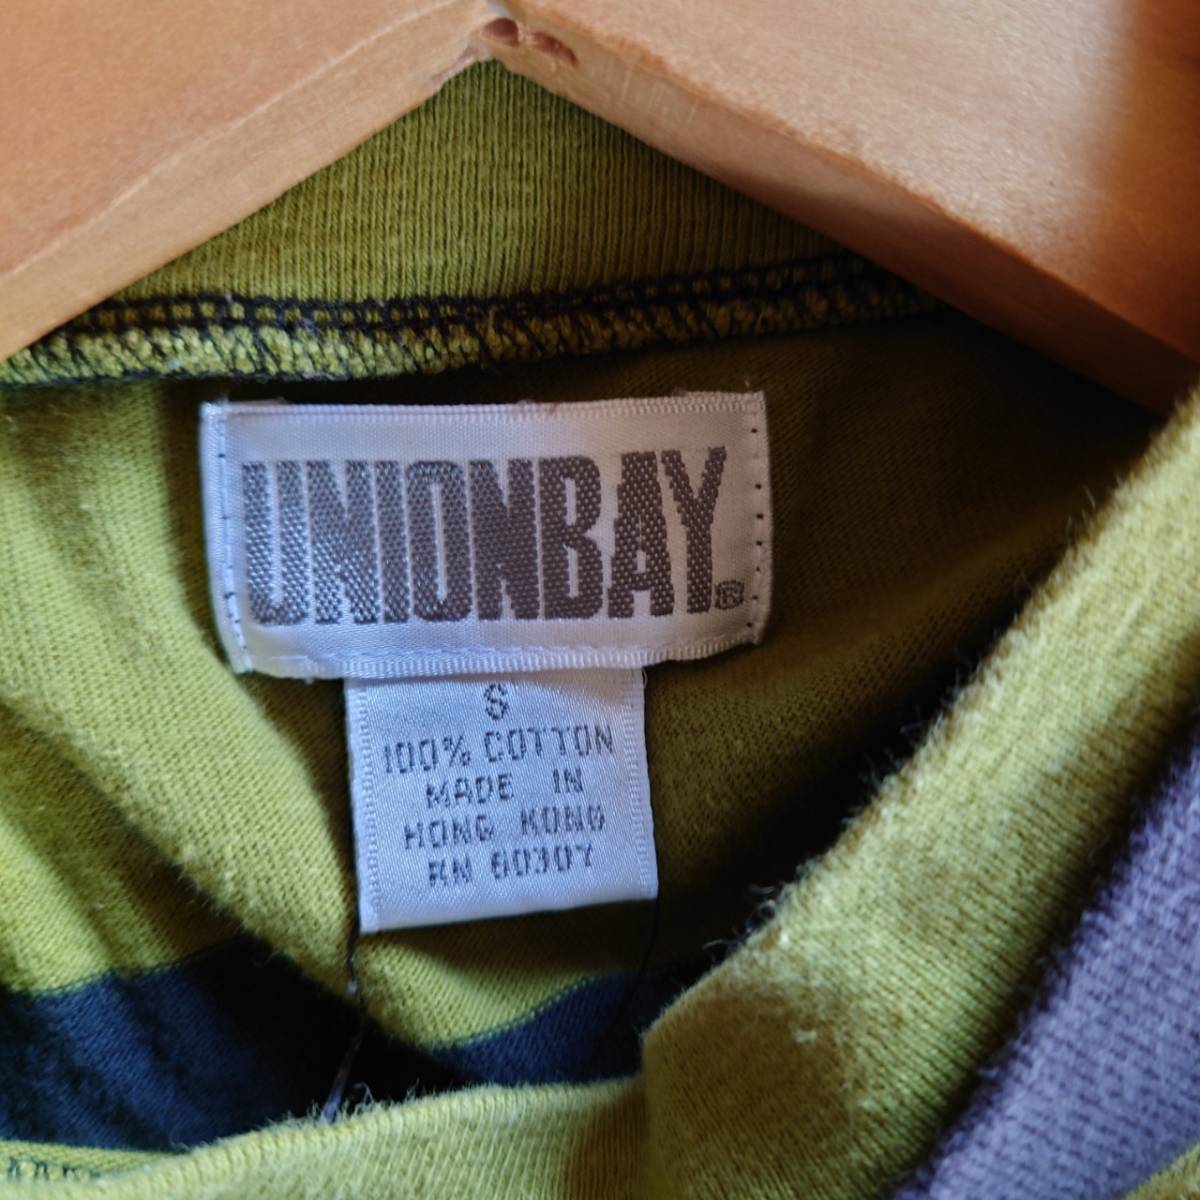 UNIONBAY®
S
100% COTTON
MADE IN
HONG KONG
RN 60307